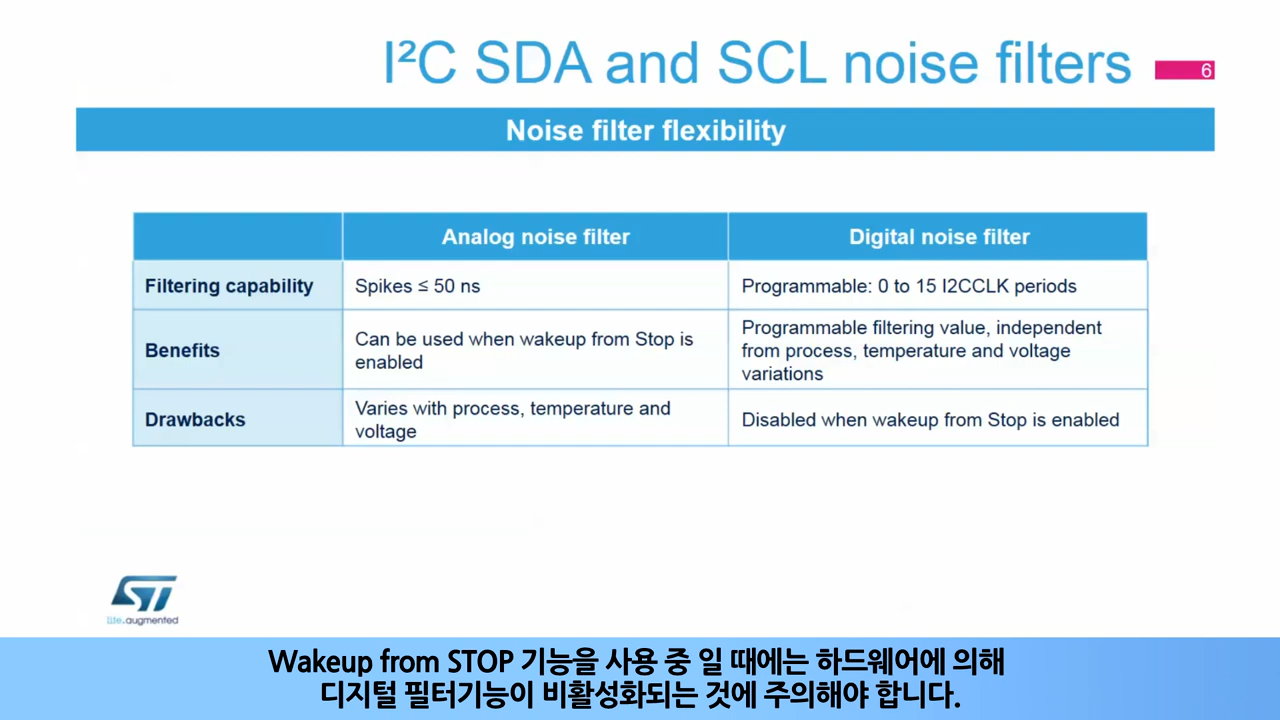 I²C SDA and SCL noise filters
6
Noise filter flexibility
Analog noise filter
Digital noise filter
Filtering capability
Spikes ≤ 50 ns
Programmable: 0 to 15 I2CCLK periods
Benefits
Can be used when wakeup from Stop is
enabled
Programmable filtering value, independent
from process, temperature and voltage
variations
Drawbacks
Varies with process, temperature and
voltage
Disabled when wakeup from Stop is enabled
ST
life.augmented
Wakeup from STOP 기능을 사용 중 일 때에는 하드웨어에 의해
디지털 필터기능이 비활성화되는 것에 주의해야 합니다.